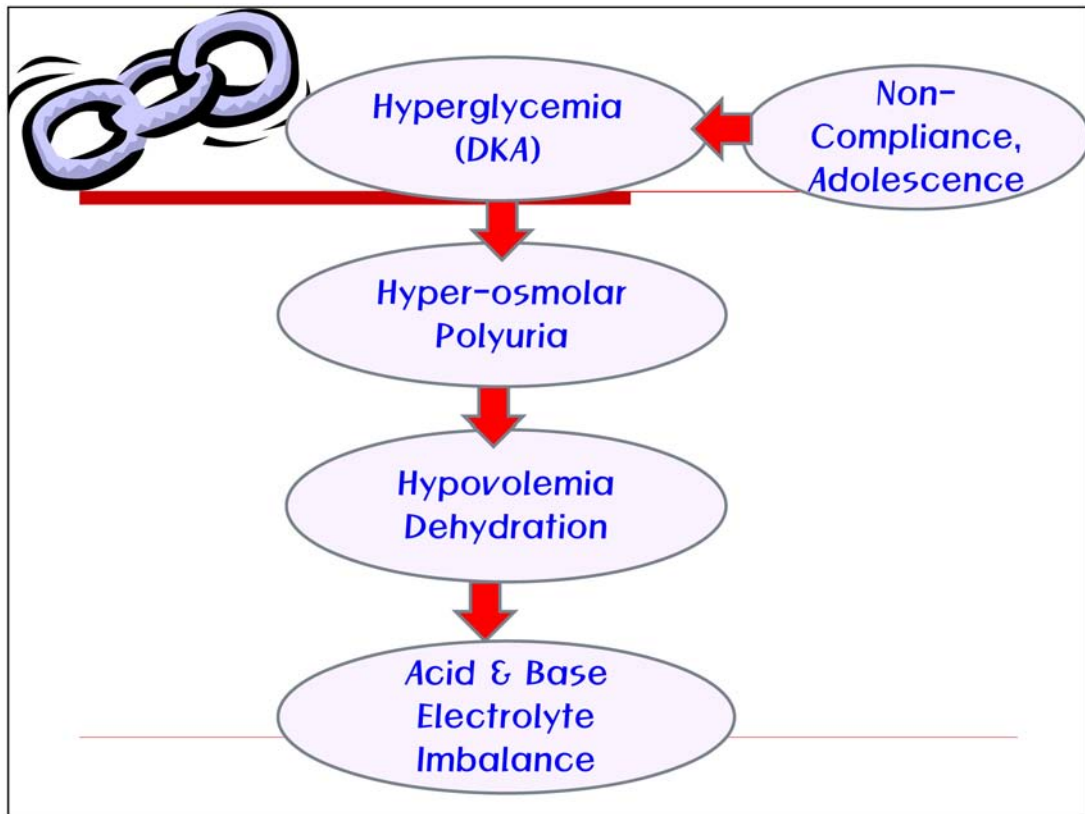 Hyperglycemia
(DKA)
Non-
Compliance,
Adolescence
Hyper-osmolar
Polyuria
Hypovolemia
Dehydration
Acid & Base
Electrolyte
Imbalance